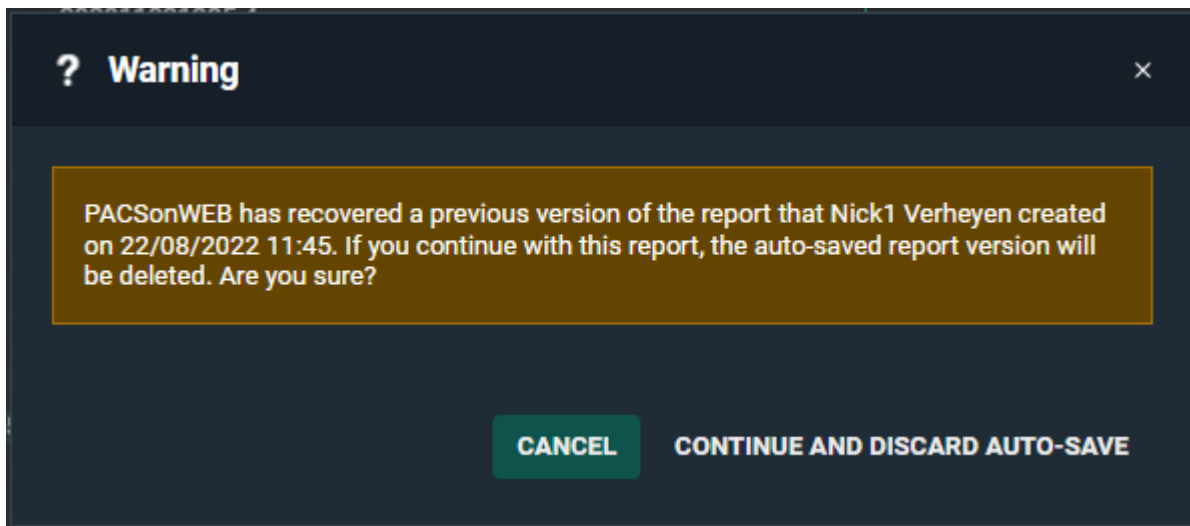 ? Warning ×
PACSonWEB has recovered a previous version of the report that Nick1 Verheyen created
on 22/08/2022 11:45. If you continue with this report, the auto-saved report version will
be deleted. Are you sure?
CANCEL CONTINUE AND DISCARD AUTO-SAVE